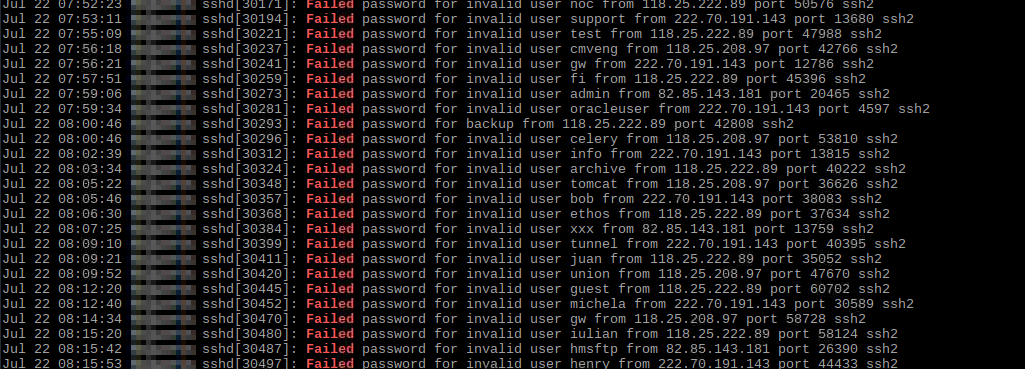 Jul 22 07:52:23 sshd[30171]: Failed password for invalid user noc from 118.25.222.89 port 50576 ssh2
Jul 22 07:53:11 sshd[30194]: Failed password for invalid user support from 222.70.191.143 port 13680 ssh2
Jul 22 07:55:09 sshd[30221]: Failed password for invalid user test from 118.25.222.89 port 47988 ssh2
Jul 22 07:56:18 sshd[30237]: Failed password for invalid user cmveng from 118.25.208.97 port 42766 ssh2
Jul 22 07:56:21 sshd[30241]: Failed password for invalid user gw from 222.70.191.143 port 12786 ssh2
Jul 22 07:57:51 sshd[30259]: Failed password for invalid user fi from 118.25.222.89 port 45396 ssh2
Jul 22 07:59:06 sshd[30273]: Failed password for invalid user admin from 82.85.143.181 port 20465 ssh2
Jul 22 07:59:34 sshd[30281]: Failed password for invalid user oracleuser from 222.70.191.143 port 4597 ssh2
Jul 22 08:00:46 sshd[30293]: Failed password for backup from 118.25.222.89 port 42808 ssh2
Jul 22 08:00:46 sshd[30296]: Failed password for invalid user celery from 118.25.208.97 port 53810 ssh2
Jul 22 08:02:39 sshd[30312]: Failed password for invalid user info from 222.70.191.143 port 13815 ssh2
Jul 22 08:03:34 sshd[30324]: Failed password for invalid user archive from 118.25.222.89 port 40222 ssh2
Jul 22 08:05:22 sshd[30348]: Failed password for invalid user tomcat from 118.25.208.97 port 36626 ssh2
Jul 22 08:05:46 sshd[30357]: Failed password for invalid user bob from 222.70.191.143 port 38083 ssh2
Jul 22 08:06:30 sshd[30368]: Failed password for invalid user ethos from 118.25.222.89 port 37634 ssh2
Jul 22 08:07:25 sshd[30384]: Failed password for invalid user xxx from 82.85.143.181 port 13759 ssh2
Jul 22 08:09:10 sshd[30399]: Failed password for invalid user tunnel from 222.70.191.143 port 40395 ssh2
Jul 22 08:09:21 sshd[30411]: Failed password for invalid user juan from 118.25.222.89 port 35052 ssh2
Jul 22 08:09:52 sshd[30420]: Failed password for invalid user union from 118.25.208.97 port 47670 ssh2
Jul 22 08:12:20 sshd[30445]: Failed password for invalid user guest from 118.25.222.89 port 60702 ssh2
Jul 22 08:12:40 sshd[30452]: Failed password for invalid user michela from 222.70.191.143 port 30589 ssh2
Jul 22 08:14:34 sshd[30470]: Failed password for invalid user gw from 118.25.208.97 port 58728 ssh2
Jul 22 08:15:20 sshd[30480]: Failed password for invalid user iulian from 118.25.222.89 port 58124 ssh2
Jul 22 08:15:42 sshd[30487]: Failed password for invalid user hmsftp from 82.85.143.181 port 26390 ssh2
Jul 22 08:15:53 sshd[30497]: Failed password for invalid user henry from 222.70.191.143 port 44433 ssh2